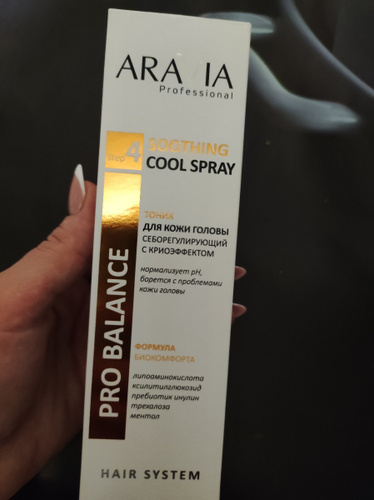 ARAVIA
Professional
step 4
SOOTHING
COOL SPRAY
ТОНИК
ДЛЯ КОЖИ ГОЛОВЫ
СЕБОРЕГУЛИРУЮЩИЙ
С КРИОЭФФЕКТОМ
нормализует pH,
борется с проблемами
кожи головы
PRO BALANCE
ФОРМУЛА
БИОКОМФОРТА
липоаминокислота
ксилитилглюкозид
пребиотик инулин
трехалоза
ментол
HAIR SYSTEM